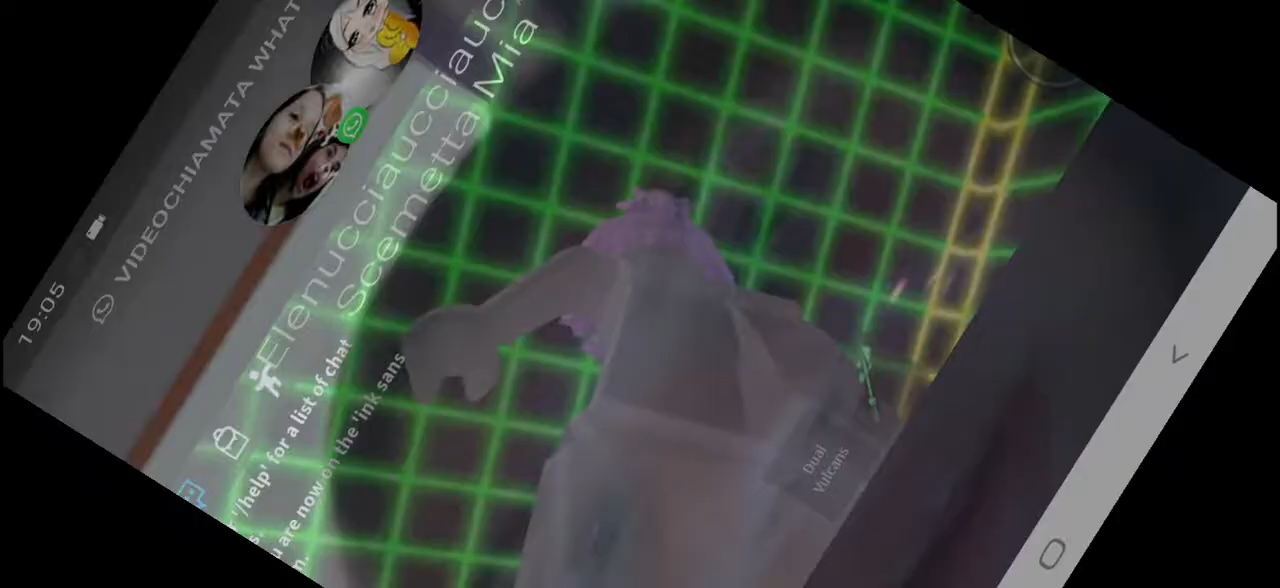 19:05
VIDEOCHIAMATA WHAT
Elenucciaucciauc
Scemetta Mia
'/help' for a list of chat
are now on the 'ink sans
Dual
Vulcans